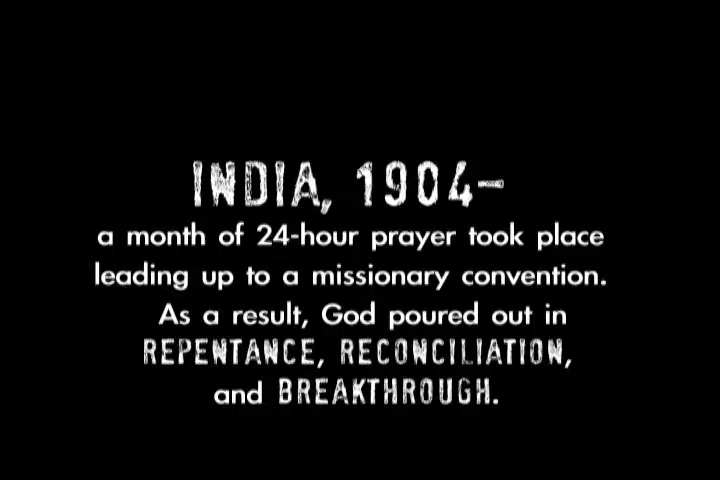 INDIA, 1904–
a month of 24-hour prayer took place
leading up to a missionary convention.
As a result, God poured out in
REPENTANCE, RECONCILIATION,
and BREAKTHROUGH.